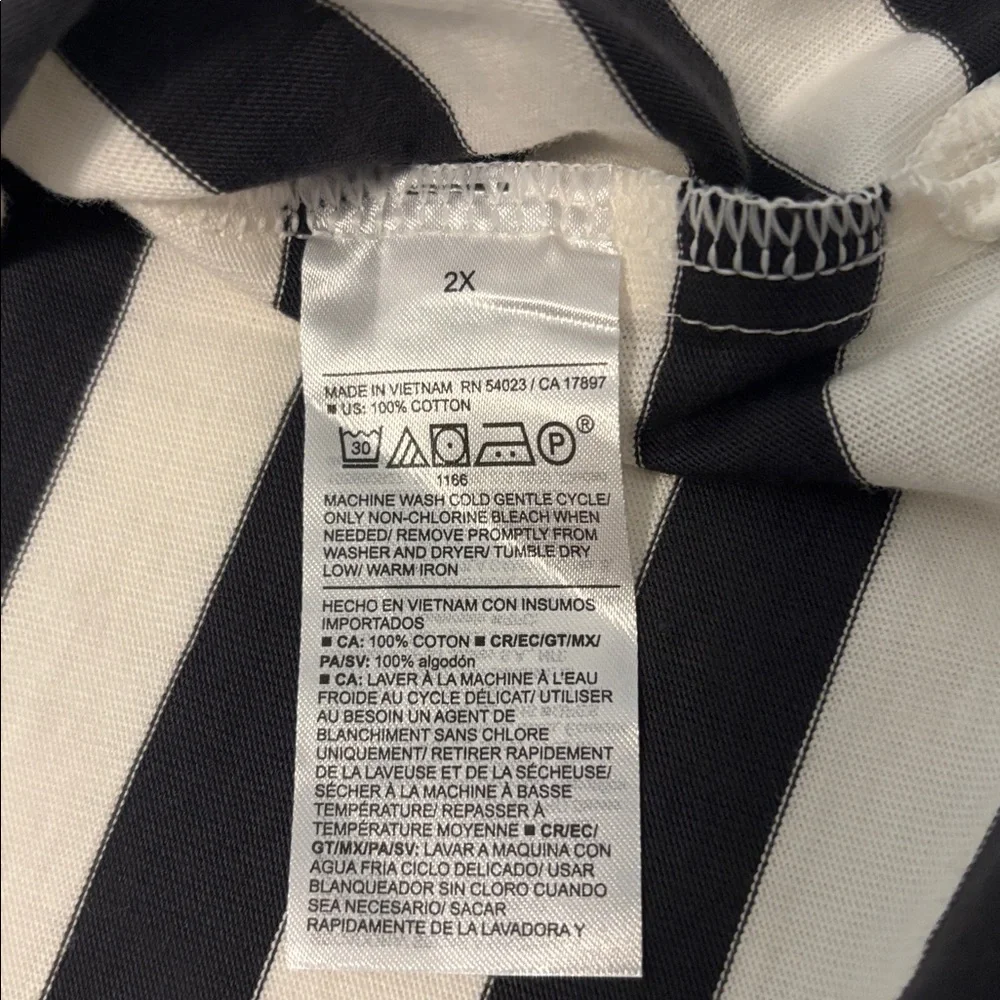 2X
MADE IN VIETNAM RN 54023 / CA 17897
■ US: 100% COTTON
30 P ®
1166
MACHINE WASH COLD GENTLE CYCLE/
ONLY NON-CHLORINE BLEACH WHEN
NEEDED/ REMOVE PROMPTLY FROM
WASHER AND DRYER/ TUMBLE DRY
LOW/ WARM IRON
HECHO EN VIETNAM CON INSUMOS
IMPORTADOS
■ CA: 100% COTON ■ CR/EC/GT/MX/
PA/SV: 100% algodón
■ CA: LAVER À LA MACHINE À L'EAU
FROIDE AU CYCLE DÉLICAT/ UTILISER
AU BESOIN UN AGENT DE
BLANCHIMENT SANS CHLORE
UNIQUEMENT/ RETIRER RAPIDEMENT
DE LA LAVEUSE ET DE LA SÉCHEUSE/
SÉCHER À LA MACHINE À BASSE
TEMPÉRATURE/ REPASSER À
TEMPÉRATURE MOYENNE ■ CR/EC/
GT/MX/PA/SV: LAVAR A MAQUINA CON
AGUA FRIA CICLO DELICADO/ USAR
BLANQUEADOR SIN CLORO CUANDO
SEA NECESARIO/ SACAR
RAPIDAMENTE DE LA LAVADORA Y